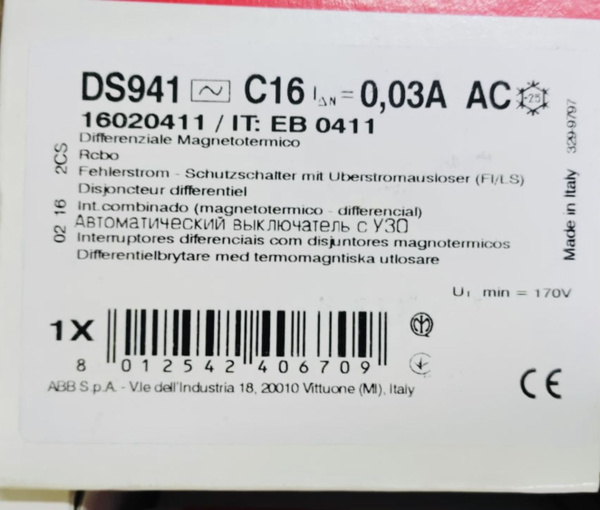 DS941 C16 IΔN=0,03A AC -25
16020411 / IT: EB 0411
Differenziale Magnetotermico
Rcbo
Fehlerstrom - Schutzschalter mit Uberstromausloser (FI/LS)
Disjoncteur differentiel
Int.combinado (magnetotermico - differencial)
Автоматический выключатель с УЗО
Interruptores diferenciais com disjuntores magnotermicos
Differentielbrytare med termomagntiska utlosare
02 16 2CS
Made in Italy 329-9797
U₁ min = 170V
1X
8 012542 406709
ABB S.p.A. - V.le dell'Industria 18, 20010 Vittuone (MI), Italy
CE